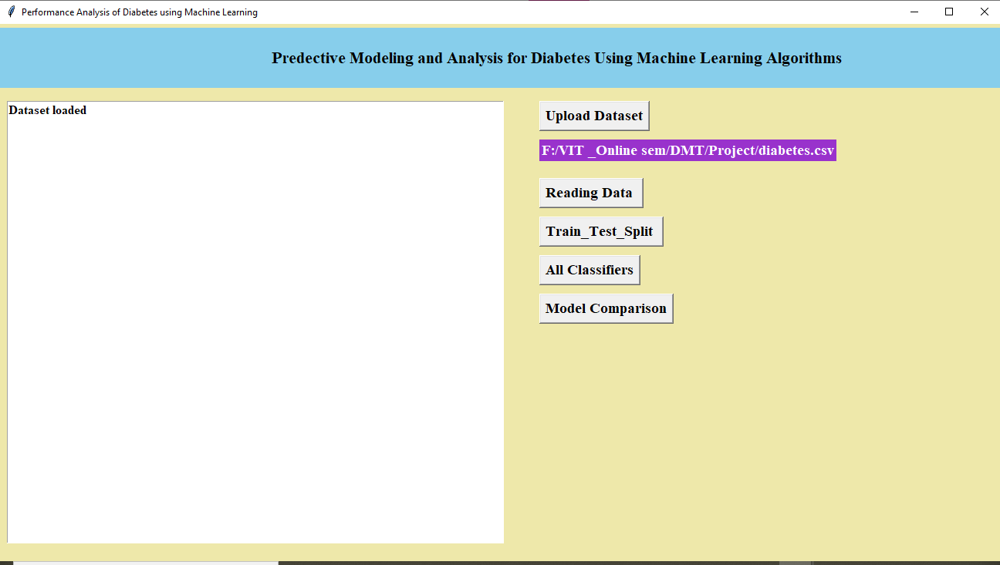 Performance Analysis of Diabetes using Machine Learning
Predective Modeling and Analysis for Diabetes Using Machine Learning Algorithms
Dataset loaded
Upload Dataset
F:/VIT _Online sem/DMT/Project/diabetes.csv
Reading Data
Train_Test_Split
All Classifiers
Model Comparison